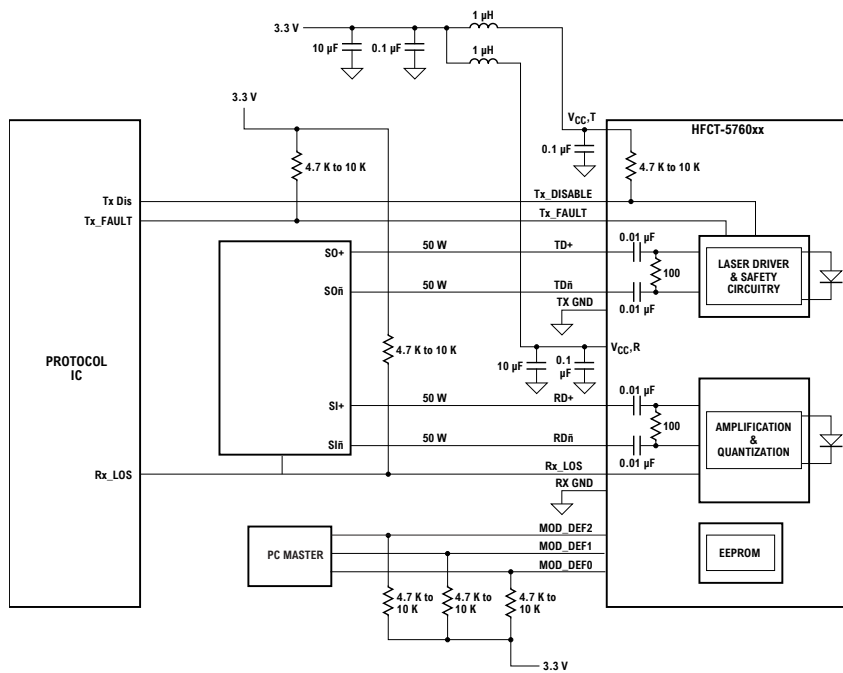 1 µH
3.3 V
10 µF
0.1 µF
1 µH
3.3 V
VCC,T
HFCT-5760xx
0.1 µF
4.7 K to 10 K
4.7 K to 10 K
Tx Dis
Tx_DISABLE
Tx_FAULT
Tx_FAULT
0.01 µF
SO+
50 W
TD+
LASER DRIVER
& SAFETY
CIRCUITRY
100
SOñ
50 W
TDñ
TX GND
0.01 µF
PROTOCOL
IC
4.7 K to 10 K
VCC,R
10 µF
0.1
µF
0.01 µF
SI+
50 W
RD+
AMPLIFICATION
&
QUANTIZATION
100
SIñ
50 W
RDñ
0.01 µF
Rx_LOS
Rx_LOS
RX GND
MOD_DEF2
PC MASTER
MOD_DEF1
EEPROM
MOD_DEF0
4.7 K to
10 K
4.7 K to
10 K
4.7 K to
10 K
3.3 V